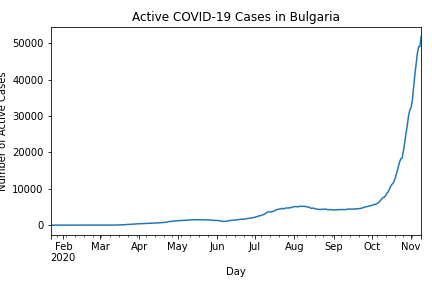 Active COVID-19 Cases in Bulgaria
Number of Active Cases
50000
40000
30000
20000
10000
0
Feb Mar Apr May Jun Jul Aug Sep Oct Nov
2020
Day